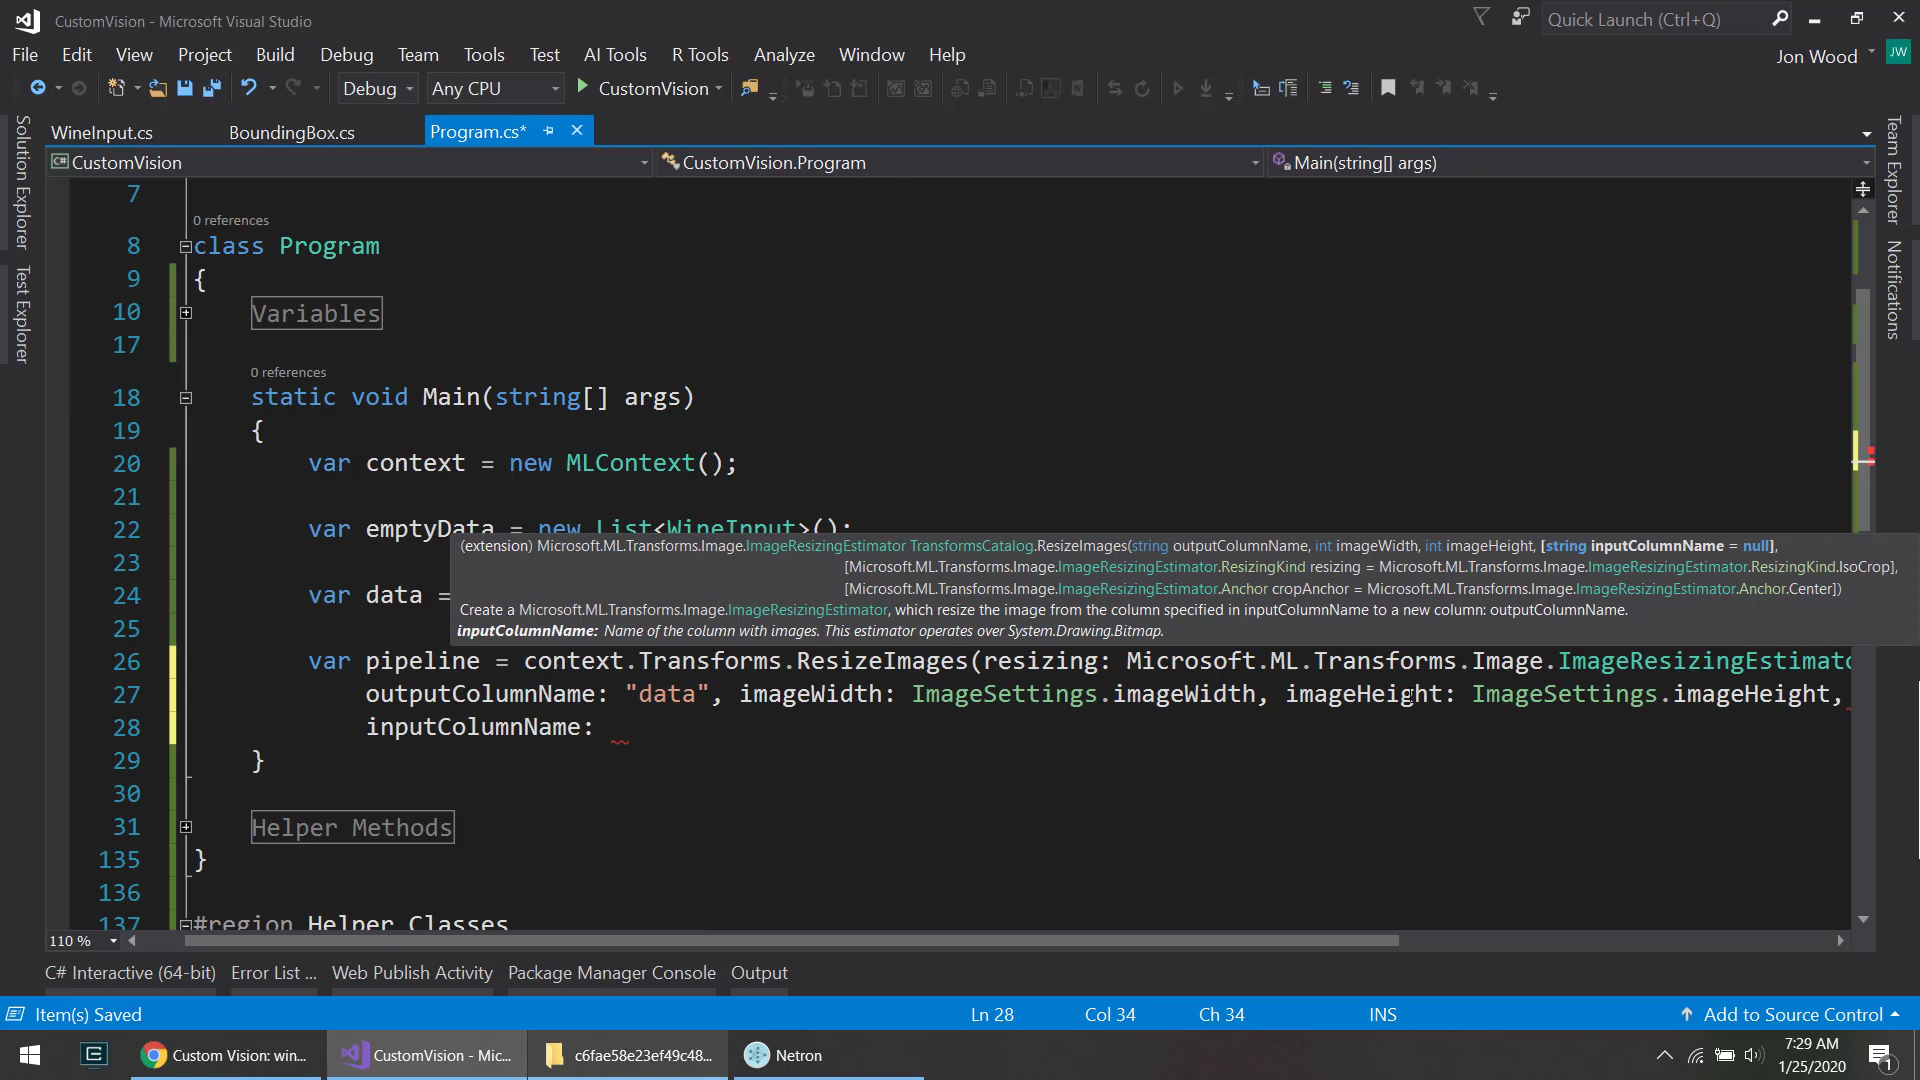 CustomVision - Microsoft Visual Studio
Quick Launch (Ctrl+Q)
File Edit View Project Build Debug Team Tools Test AI Tools R Tools Analyze Window Help
Jon Wood JW
Debug Any CPU CustomVision
WineInput.cs BoundingBox.cs Program.cs*
C# CustomVision CustomVision.Program Main(string[] args)
Solution Explorer
Test Explorer
Team Explorer
Notifications
7
0 references
8 class Program
9 {
10 Variables
17
0 references
18 static void Main(string[] args)
19 {
20 var context = new MLContext();
21
22 var emptyData = new List<WineInput>();
23
24 var data =
25
(extension) Microsoft.ML.Transforms.Image.ImageResizingEstimator TransformsCatalog.ResizeImages(string outputColumnName, int imageWidth, int imageHeight, [string inputColumnName = null],
[Microsoft.ML.Transforms.Image.ImageResizingEstimator.ResizingKind resizing = Microsoft.ML.Transforms.Image.ImageResizingEstimator.ResizingKind.IsoCrop],
[Microsoft.ML.Transforms.Image.ImageResizingEstimator.Anchor cropAnchor = Microsoft.ML.Transforms.Image.ImageResizingEstimator.Anchor.Center])
Create a Microsoft.ML.Transforms.Image.ImageResizingEstimator, which resize the image from the column specified in inputColumnName to a new column: outputColumnName.
inputColumnName: Name of the column with images. This estimator operates over System.Drawing.Bitmap.
26 var pipeline = context.Transforms.ResizeImages(resizing: Microsoft.ML.Transforms.Image.ImageResizingEstimato
27 outputColumnName: "data", imageWidth: ImageSettings.imageWidth, imageHeight: ImageSettings.imageHeight,
28 inputColumnName:
29 }
30
31 Helper Methods
135 }
136
137 #region Helper Classes
110 %
C# Interactive (64-bit) Error List ... Web Publish Activity Package Manager Console Output
Item(s) Saved Ln 28 Col 34 Ch 34 INS Add to Source Control
Custom Vision: win... CustomVision - Mic... c6fae58e23ef49c48... Netron
7:29 AM
1/25/2020
1